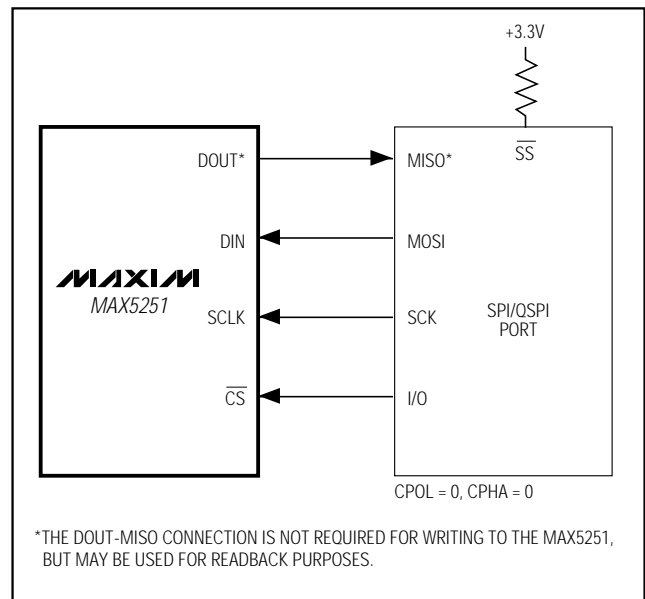 +3.3V
SS
DOUT*
MISO*
DIN
MOSI
MAXIM
MAX5251
SCLK
SCK
SPI/QSPI
PORT
CS
I/O
CPOL = 0, CPHA = 0
*THE DOUT-MISO CONNECTION IS NOT REQUIRED FOR WRITING TO THE MAX5251,
BUT MAY BE USED FOR READBACK PURPOSES.